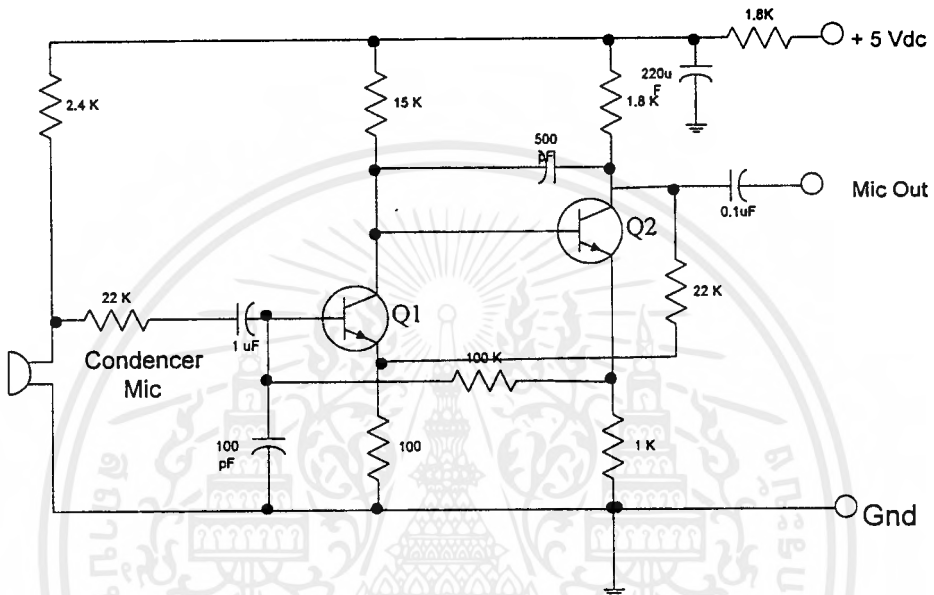 1.8K
+ 5 Vdc
220u
F
2.4 K
15 K
1.8 K
500
pF
Mic Out
0.1uF
Q2
22 K
22 K
1 uF
Q1
Condencer
Mic
100 K
100
pF
100
1 K
Gnd